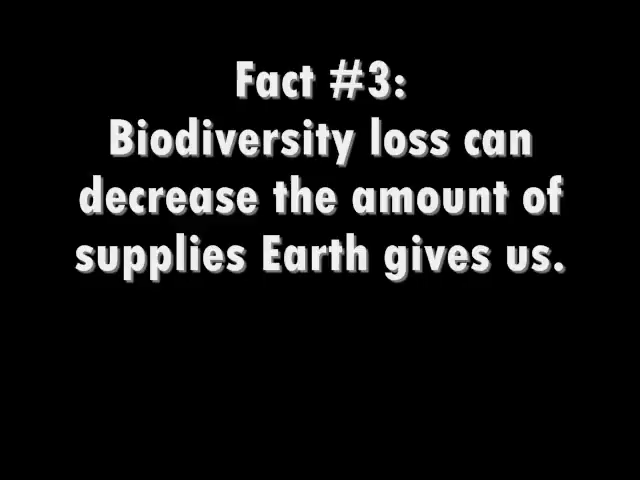 Fact #3:
Biodiversity loss can
decrease the amount of
supplies Earth gives us.